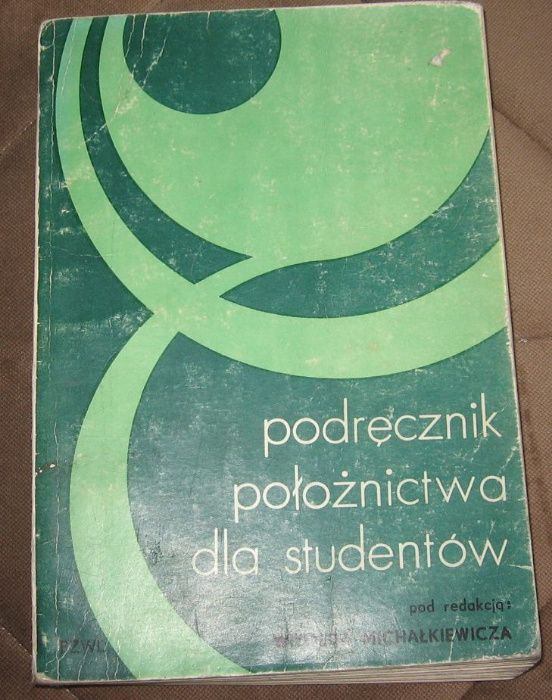 podręcznik
położnictwa
dla studentów
pod redakcją:
MICHAŁKIEWICZA
PZWL